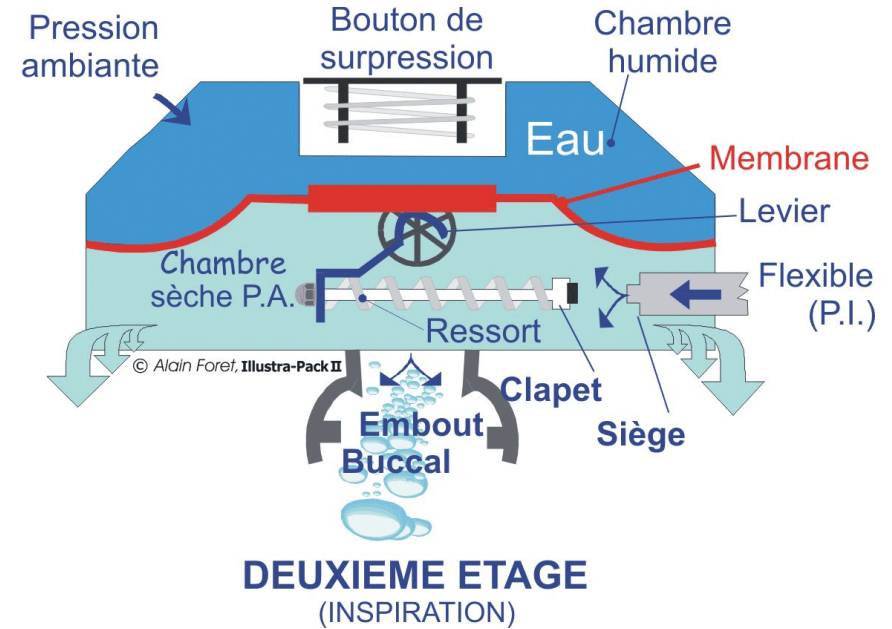 Pression
ambiante
Bouton de
surpression
Chambre
humide
Eau
Membrane
Levier
Chambre
sèche P.A.
Flexible
(P.I.)
Ressort
© Alain Foret, Illustra-Pack II
Clapet
Siège
Embout
Buccal
DEUXIEME ETAGE
(INSPIRATION)